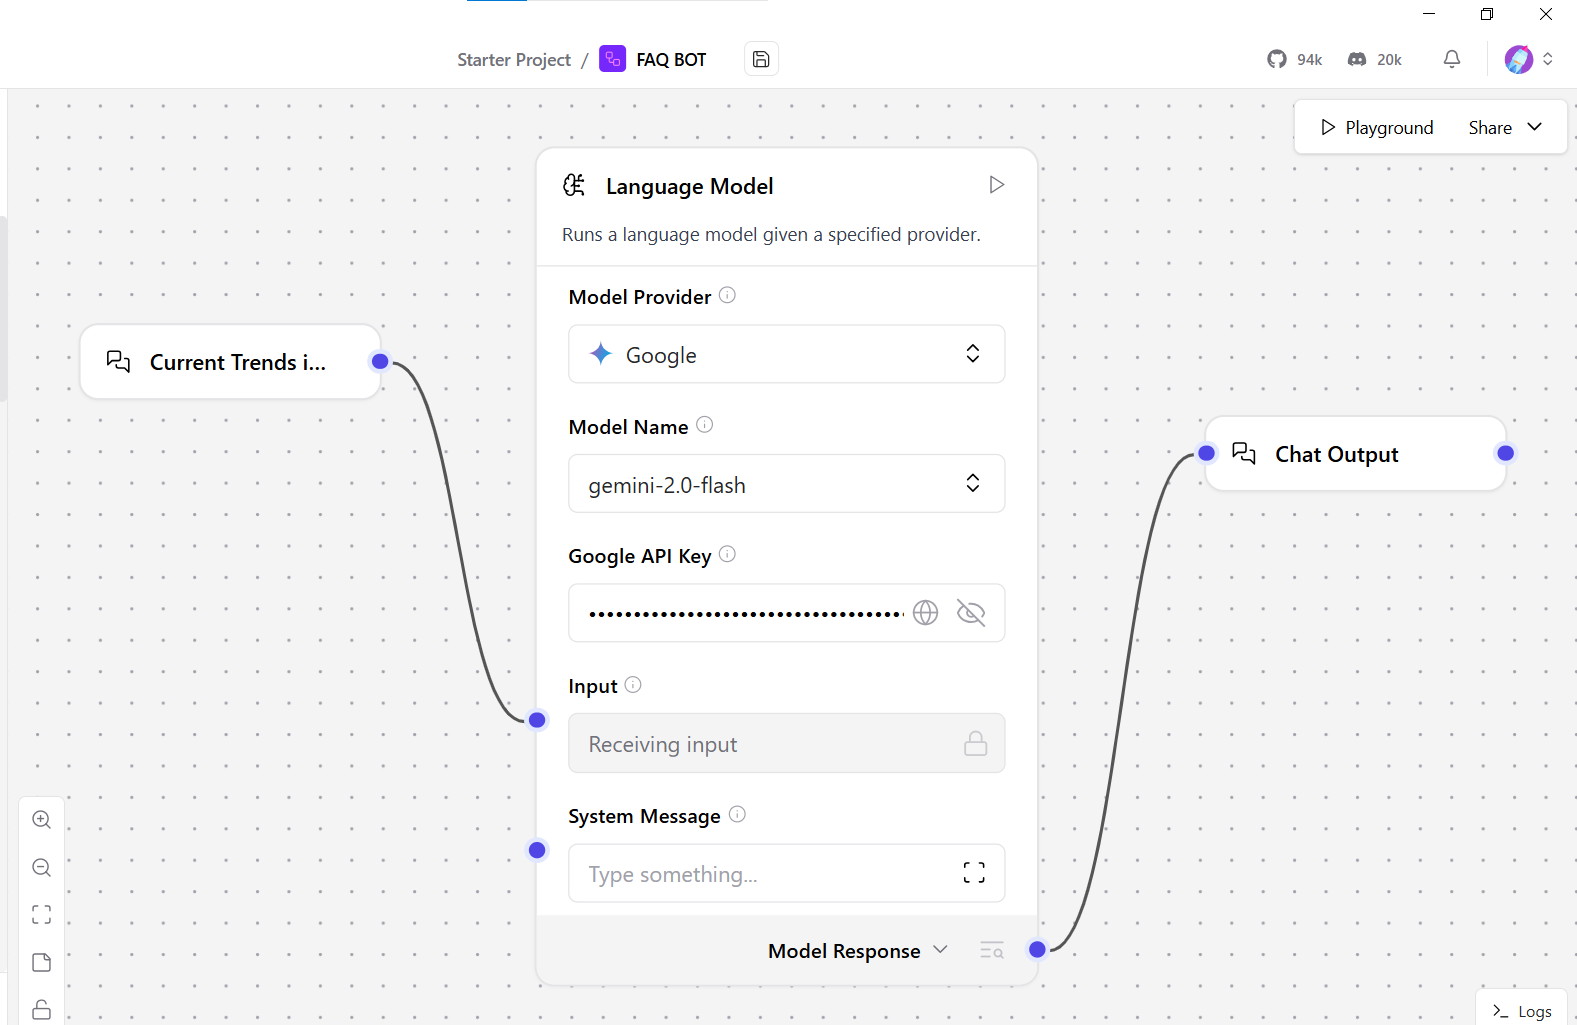 Starter Project / FAQ BOT
94k
20k
Playground
Share
Language Model
Runs a language model given a specified provider.
Model Provider
Google
Current Trends i...
Model Name
gemini-2.0-flash
Chat Output
Google API Key
••••••••••••••••••••••••••••••••••••
Input
Receiving input
System Message
Type something...
Model Response
Logs